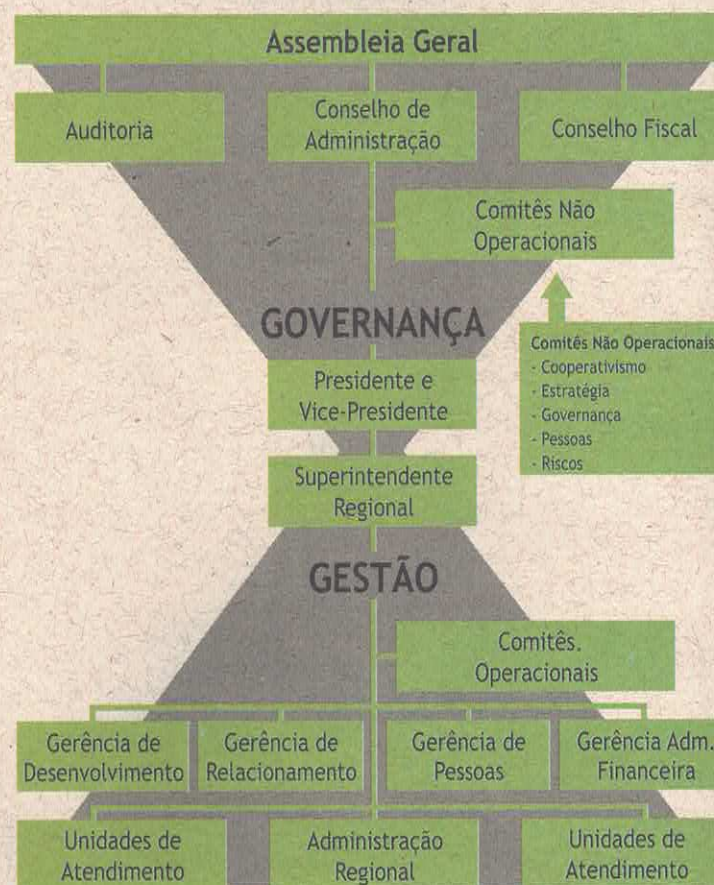 Assembleia Geral
Auditoria
Conselho de
Administração
Conselho Fiscal
Comitês Não
Operacionais
GOVERNANÇA
Comitês Não Operacionais
- Cooperativismo
- Estratégia
- Governança
- Pessoas
- Riscos
Presidente e
Vice-Presidente
Superintendente
Regional
GESTÃO
Comitês.
Operacionais
Gerência de
Desenvolvimento
Gerência de
Relacionamento
Gerência de
Pessoas
Gerência Adm.
Financeira
Unidades de
Atendimento
Administração
Regional
Unidades de
Atendimento